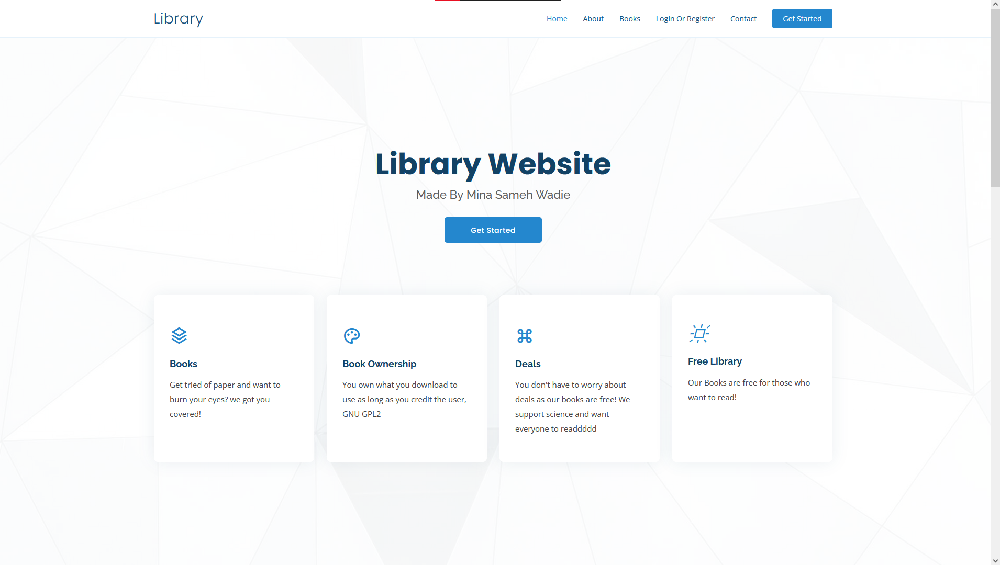 Library
Home
About
Books
Login Or Register
Contact
Get Started
Library Website
Made By Mina Sameh Wadie
Get Started
Books
Get tried of paper and want to
burn your eyes? we got you
covered!
Book Ownership
You own what you download to
use as long as you credit the user,
GNU GPL2
Deals
You don't have to worry about
deals as our books are free! We
support science and want
everyone to readdddd
Free Library
Our Books are free for those who
want to read!